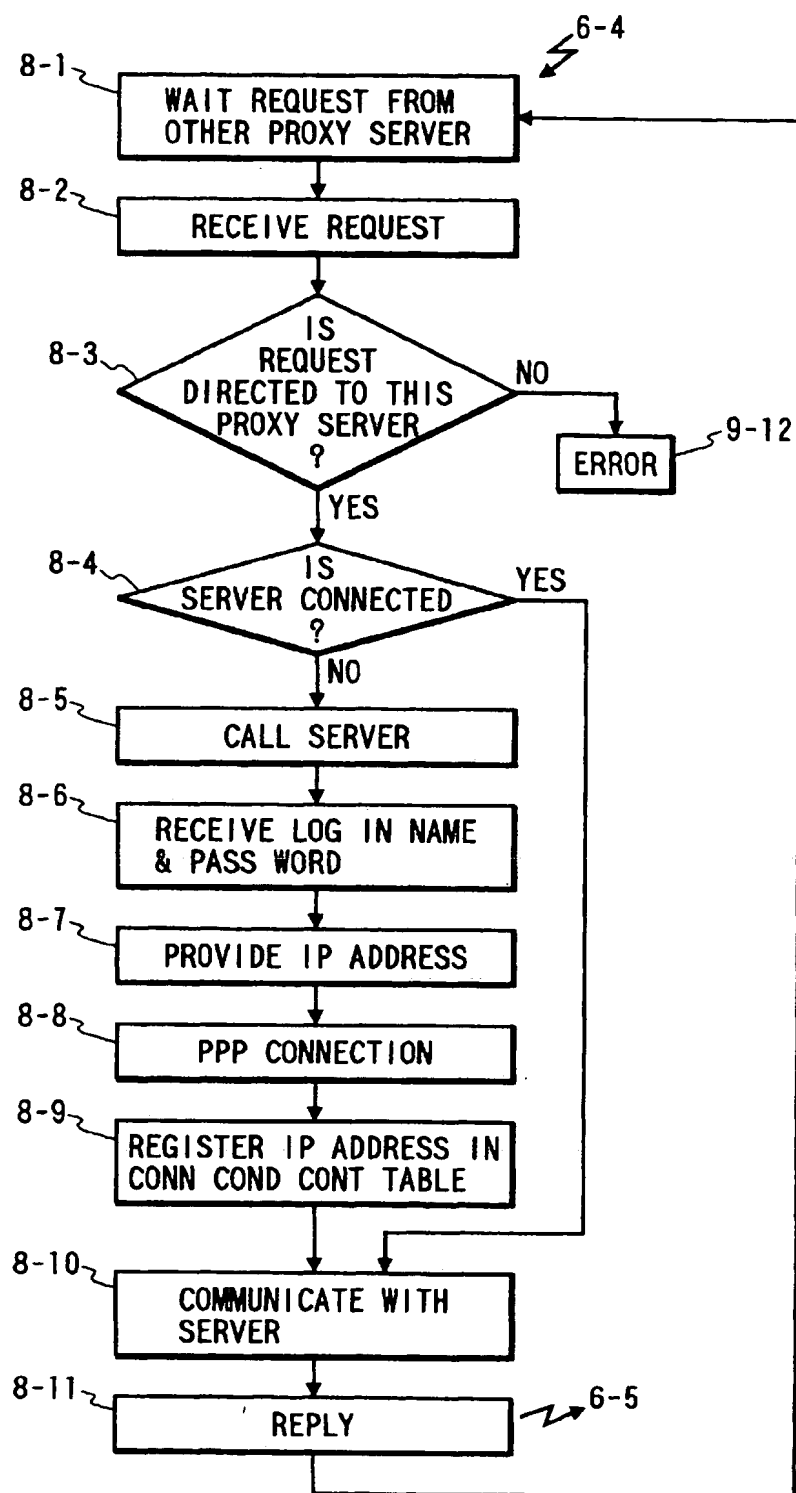 6-4
8-1
WAIT REQUEST FROM
OTHER PROXY SERVER
8-2
RECEIVE REQUEST
8-3
IS
REQUEST
DIRECTED TO THIS
PROXY SERVER
?
NO
9-12
ERROR
YES
8-4
IS
SERVER CONNECTED
?
YES
NO
8-5
CALL SERVER
8-6
RECEIVE LOG IN NAME
& PASS WORD
8-7
PROVIDE IP ADDRESS
8-8
PPP CONNECTION
8-9
REGISTER IP ADDRESS IN
CONN COND CONT TABLE
8-10
COMMUNICATE WITH
SERVER
8-11
REPLY
6-5